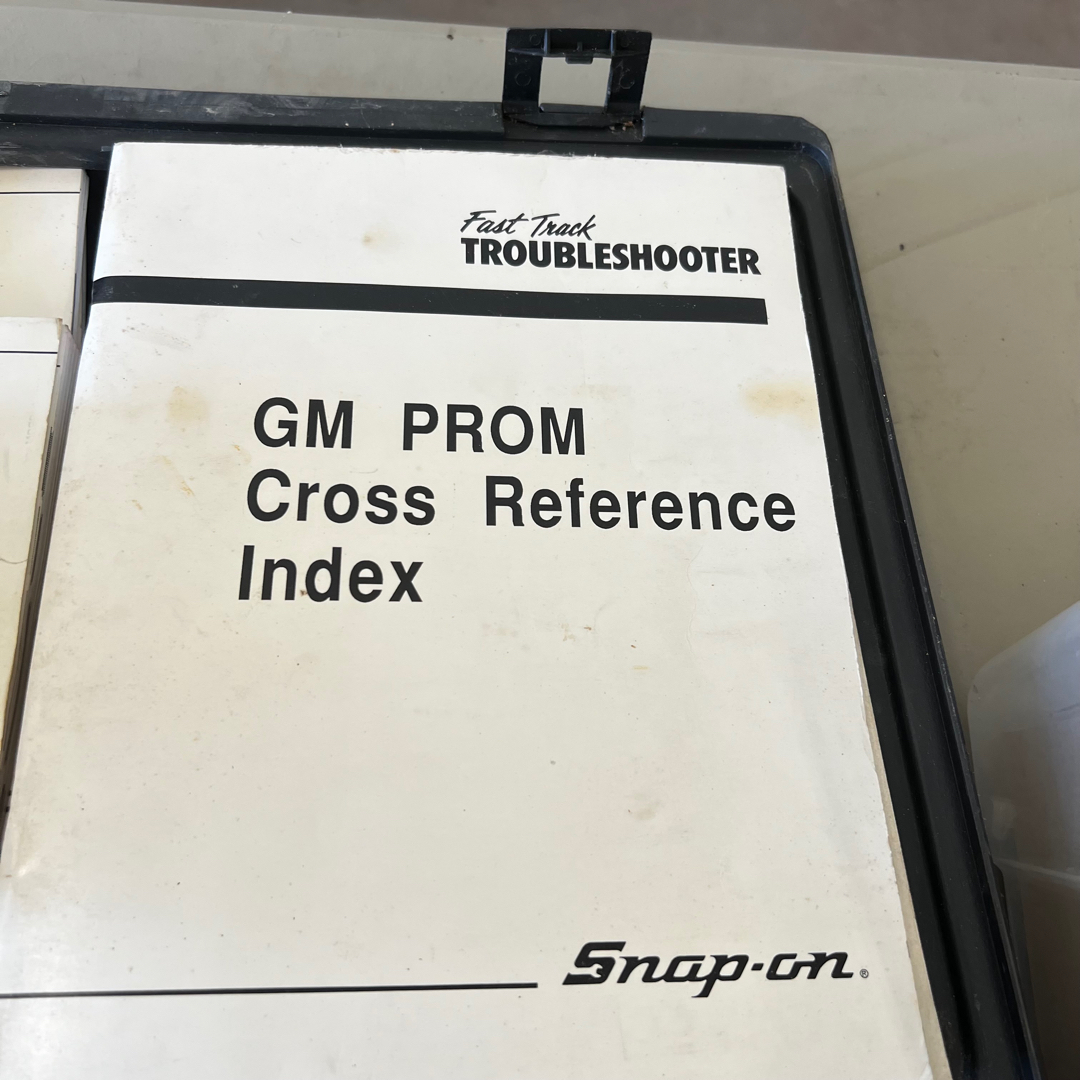 Fast Track
TROUBLESHOOTER
GM PROM
Cross Reference
Index
Snap-on®